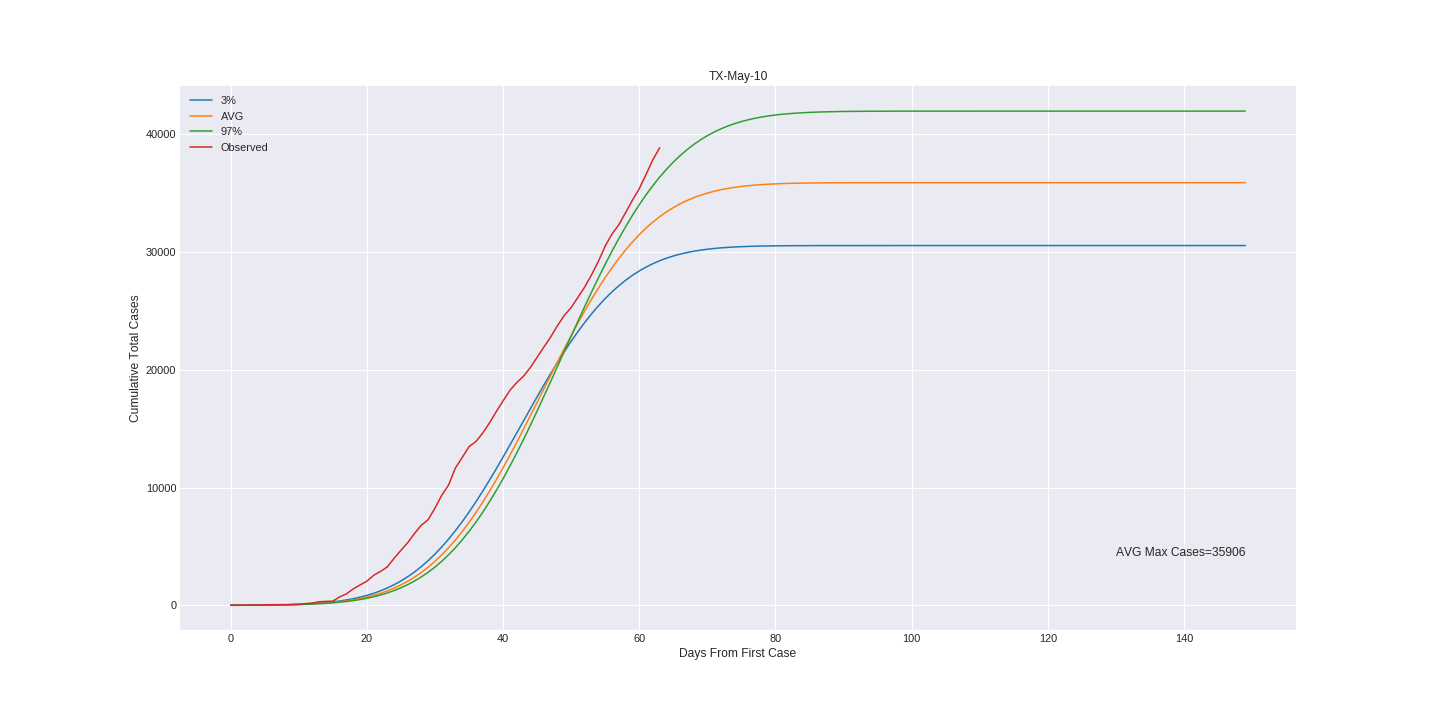 TX-May-10
3%
AVG
97%
Observed
40000
30000
20000
10000
0
Cumulative Total Cases
AVG Max Cases=35906
0 20 40 60 80 100 120 140
Days From First Case